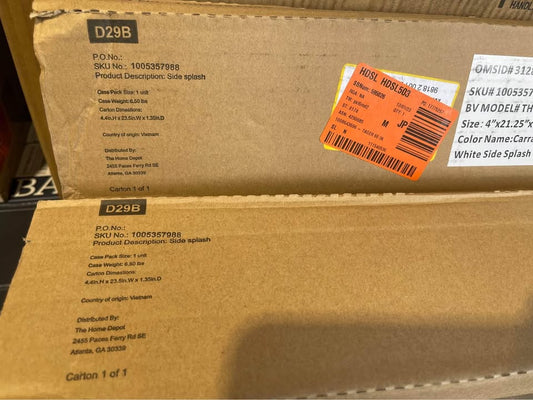 HANDL
D29B
P.O.No.:
SKU No.: 1005357988
Product Description: Side splash
Case Pack Size: 1 unit
Case Weight: 6.50 lbs
Carton Dimestions:
4.4in.H x 23.5in.W x 1.35in.D
Country of origin: Vietnam
Distributed By:
The Home Depot
2455 Paces Ferry Rd SE
Atlanta, GA 30339
Carton 1 of 1
HDSL HDSL503
M JP
OMSID# 312
SKU# 1005357
BV MODEL# TH
Size: 4"x21.25"
Color Name:Carra
White Side Splash
BA
D29B
P.O.No.:
SKU No.: 1005357988
Product Description: Side splash
Case Pack Size: 1 unit
Case Weight: 6.50 lbs
Carton Dimestions:
4.4in.H x 23.5in.W x 1.35in.D
Country of origin: Vietnam
Distributed By:
The Home Depot
2455 Paces Ferry Rd SE
Atlanta, GA 30339
Carton 1 of 1